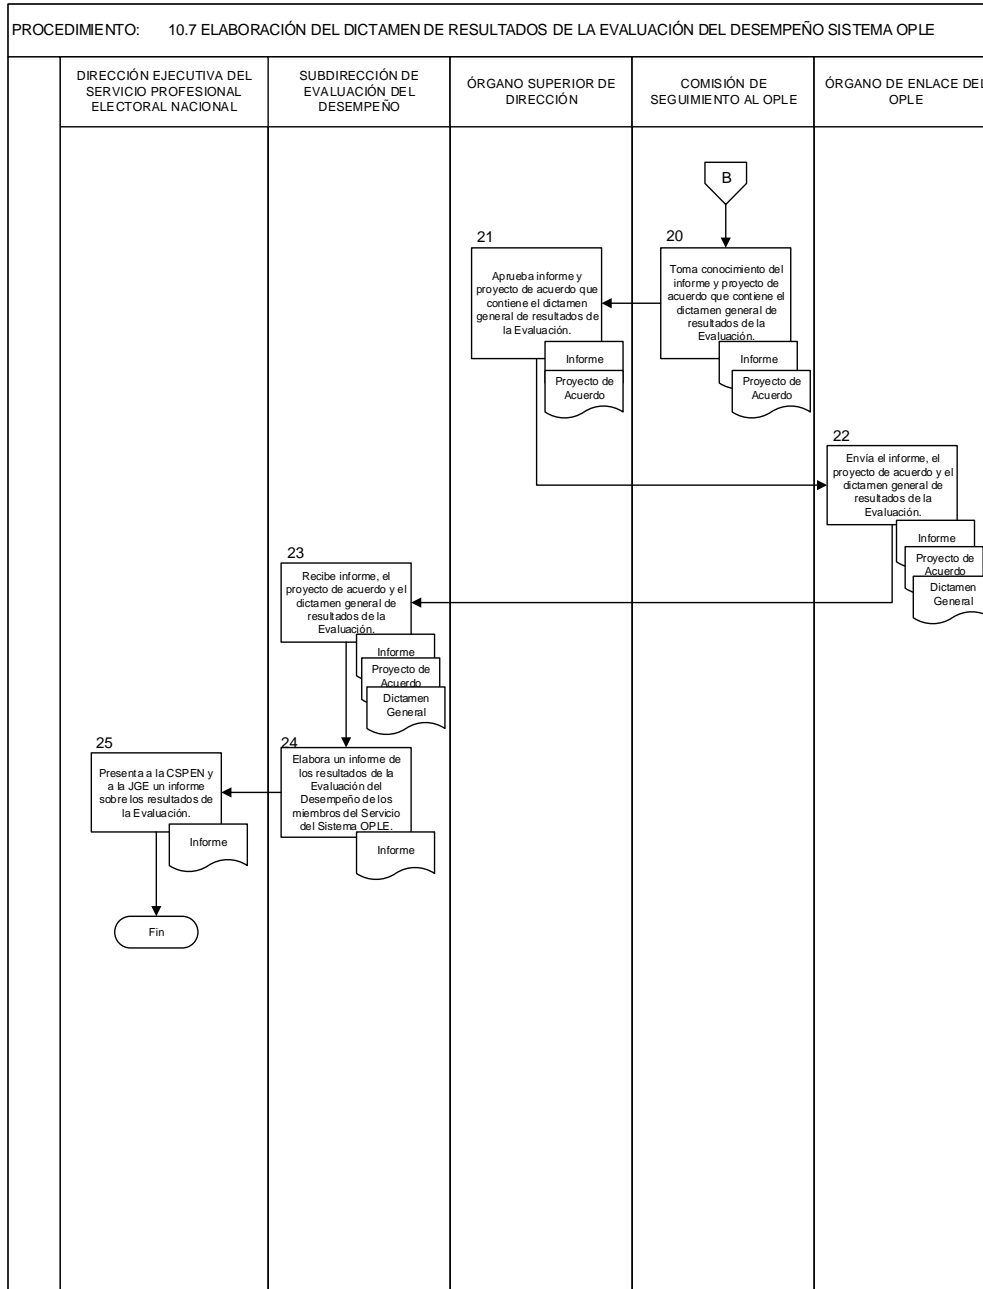 PROCEDIMIENTO: 10.7 ELABORACIÓN DEL DICTAMEN DE RESULTADOS DE LA EVALUACIÓN DEL DESEMPEÑO SISTEMA OPLE
DIRECCIÓN EJECUTIVA DEL
SERVICIO PROFESIONAL
ELECTORAL NACIONAL
SUBDIRECCIÓN DE
EVALUACIÓN DEL
DESEMPEÑO
ÓRGANO SUPERIOR DE
DIRECCIÓN
COMISIÓN DE
SEGUIMIENTO AL OPLE
ÓRGANO DE ENLACE DEL
OPLE
B
20
Toma conocimiento del
informe y proyecto de
acuerdo que contiene el
dictamen general de
resultados de la
Evaluación.
Informe
Proyecto de
Acuerdo
21
Aprueba informe y
proyecto de acuerdo que
contiene el dictamen
general de resultados de
la Evaluación.
Informe
Proyecto de
Acuerdo
22
Envía el informe, el
proyecto de acuerdo y el
dictamen general de
resultados de la
Evaluación.
Informe
Proyecto de
Acuerdo
Dictamen
General
23
Recibe informe, el
proyecto de acuerdo y el
dictamen general de
resultados de la
Evaluación.
Informe
Proyecto de
Acuerdo
Dictamen
General
24
Elabora un informe de
los resultados de la
Evaluación del
Desempeño de los
miembros del Servicio
del Sistema OPLE.
Informe
25
Presenta a la CSPEN y
a la JGE un informe
sobre los resultados de
la Evaluación.
Informe
Fin